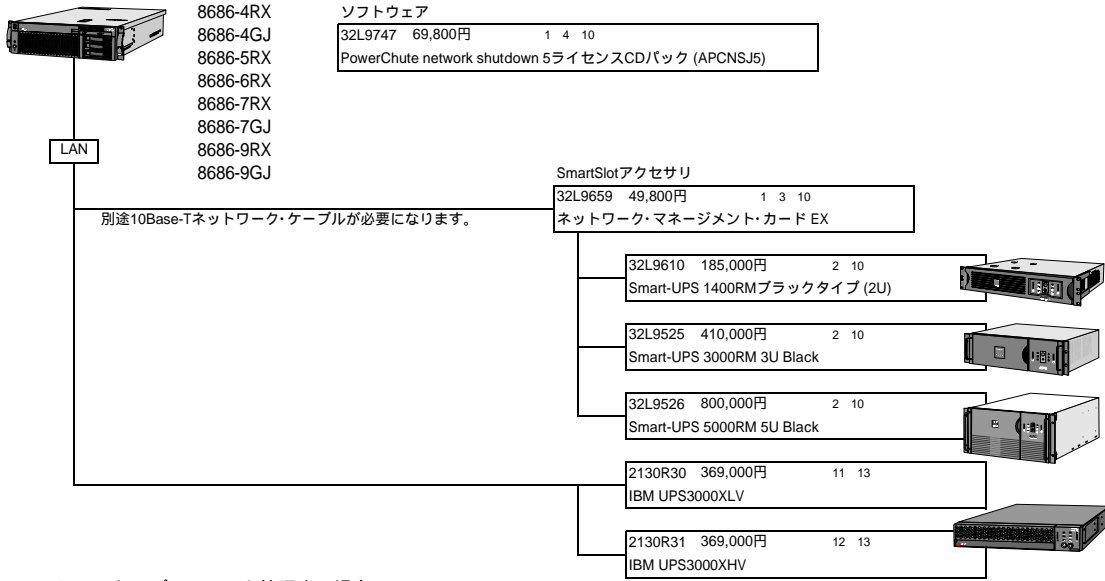 8686-4RX
8686-4GJ
8686-5RX
8686-6RX
8686-7RX
8686-7GJ
8686-9RX
8686-9GJ
ソフトウェア
32L9747 69,800円 1 4 10
PowerChute network shutdown 5ライセンスCDパック (APCNSJ5)
LAN
別途10Base-Tネットワーク・ケーブルが必要になります。
SmartSlotアクセサリ
32L9659 49,800円 1 3 10
ネットワーク・マネージメント・カード EX
32L9610 185,000円 2 10
Smart-UPS 1400RMブラックタイプ (2U)
32L9525 410,000円 2 10
Smart-UPS 3000RM 3U Black
32L9526 800,000円 2 10
Smart-UPS 5000RM 5U Black
2130R30 369,000円 11 13
IBM UPS3000XLV
2130R31 369,000円 12 13
IBM UPS3000XHV